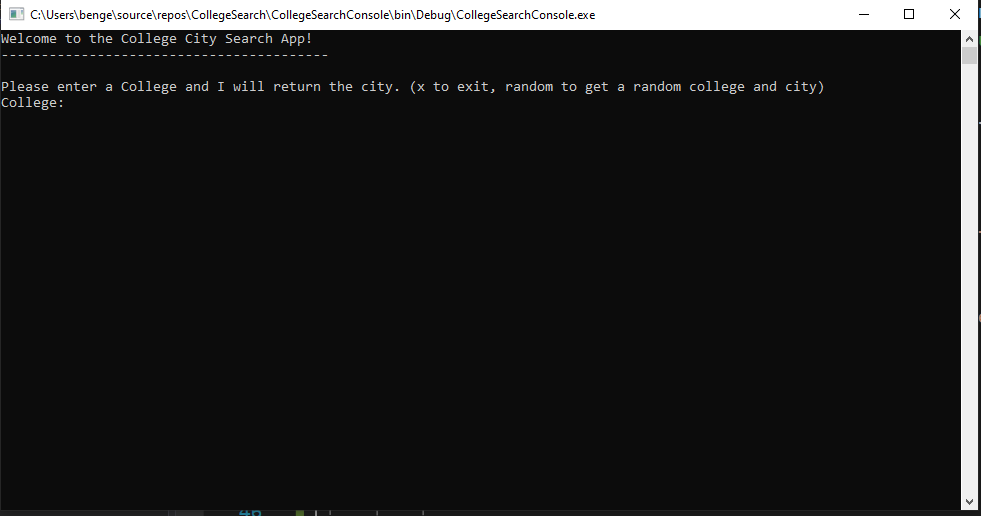 C:\Users\benge\source\repos\CollegeSearch\CollegeSearchConsole\bin\Debug\CollegeSearchConsole.exe
Welcome to the College City Search App!
-----------------------------------------
Please enter a College and I will return the city. (x to exit, random to get a random college and city)
College: